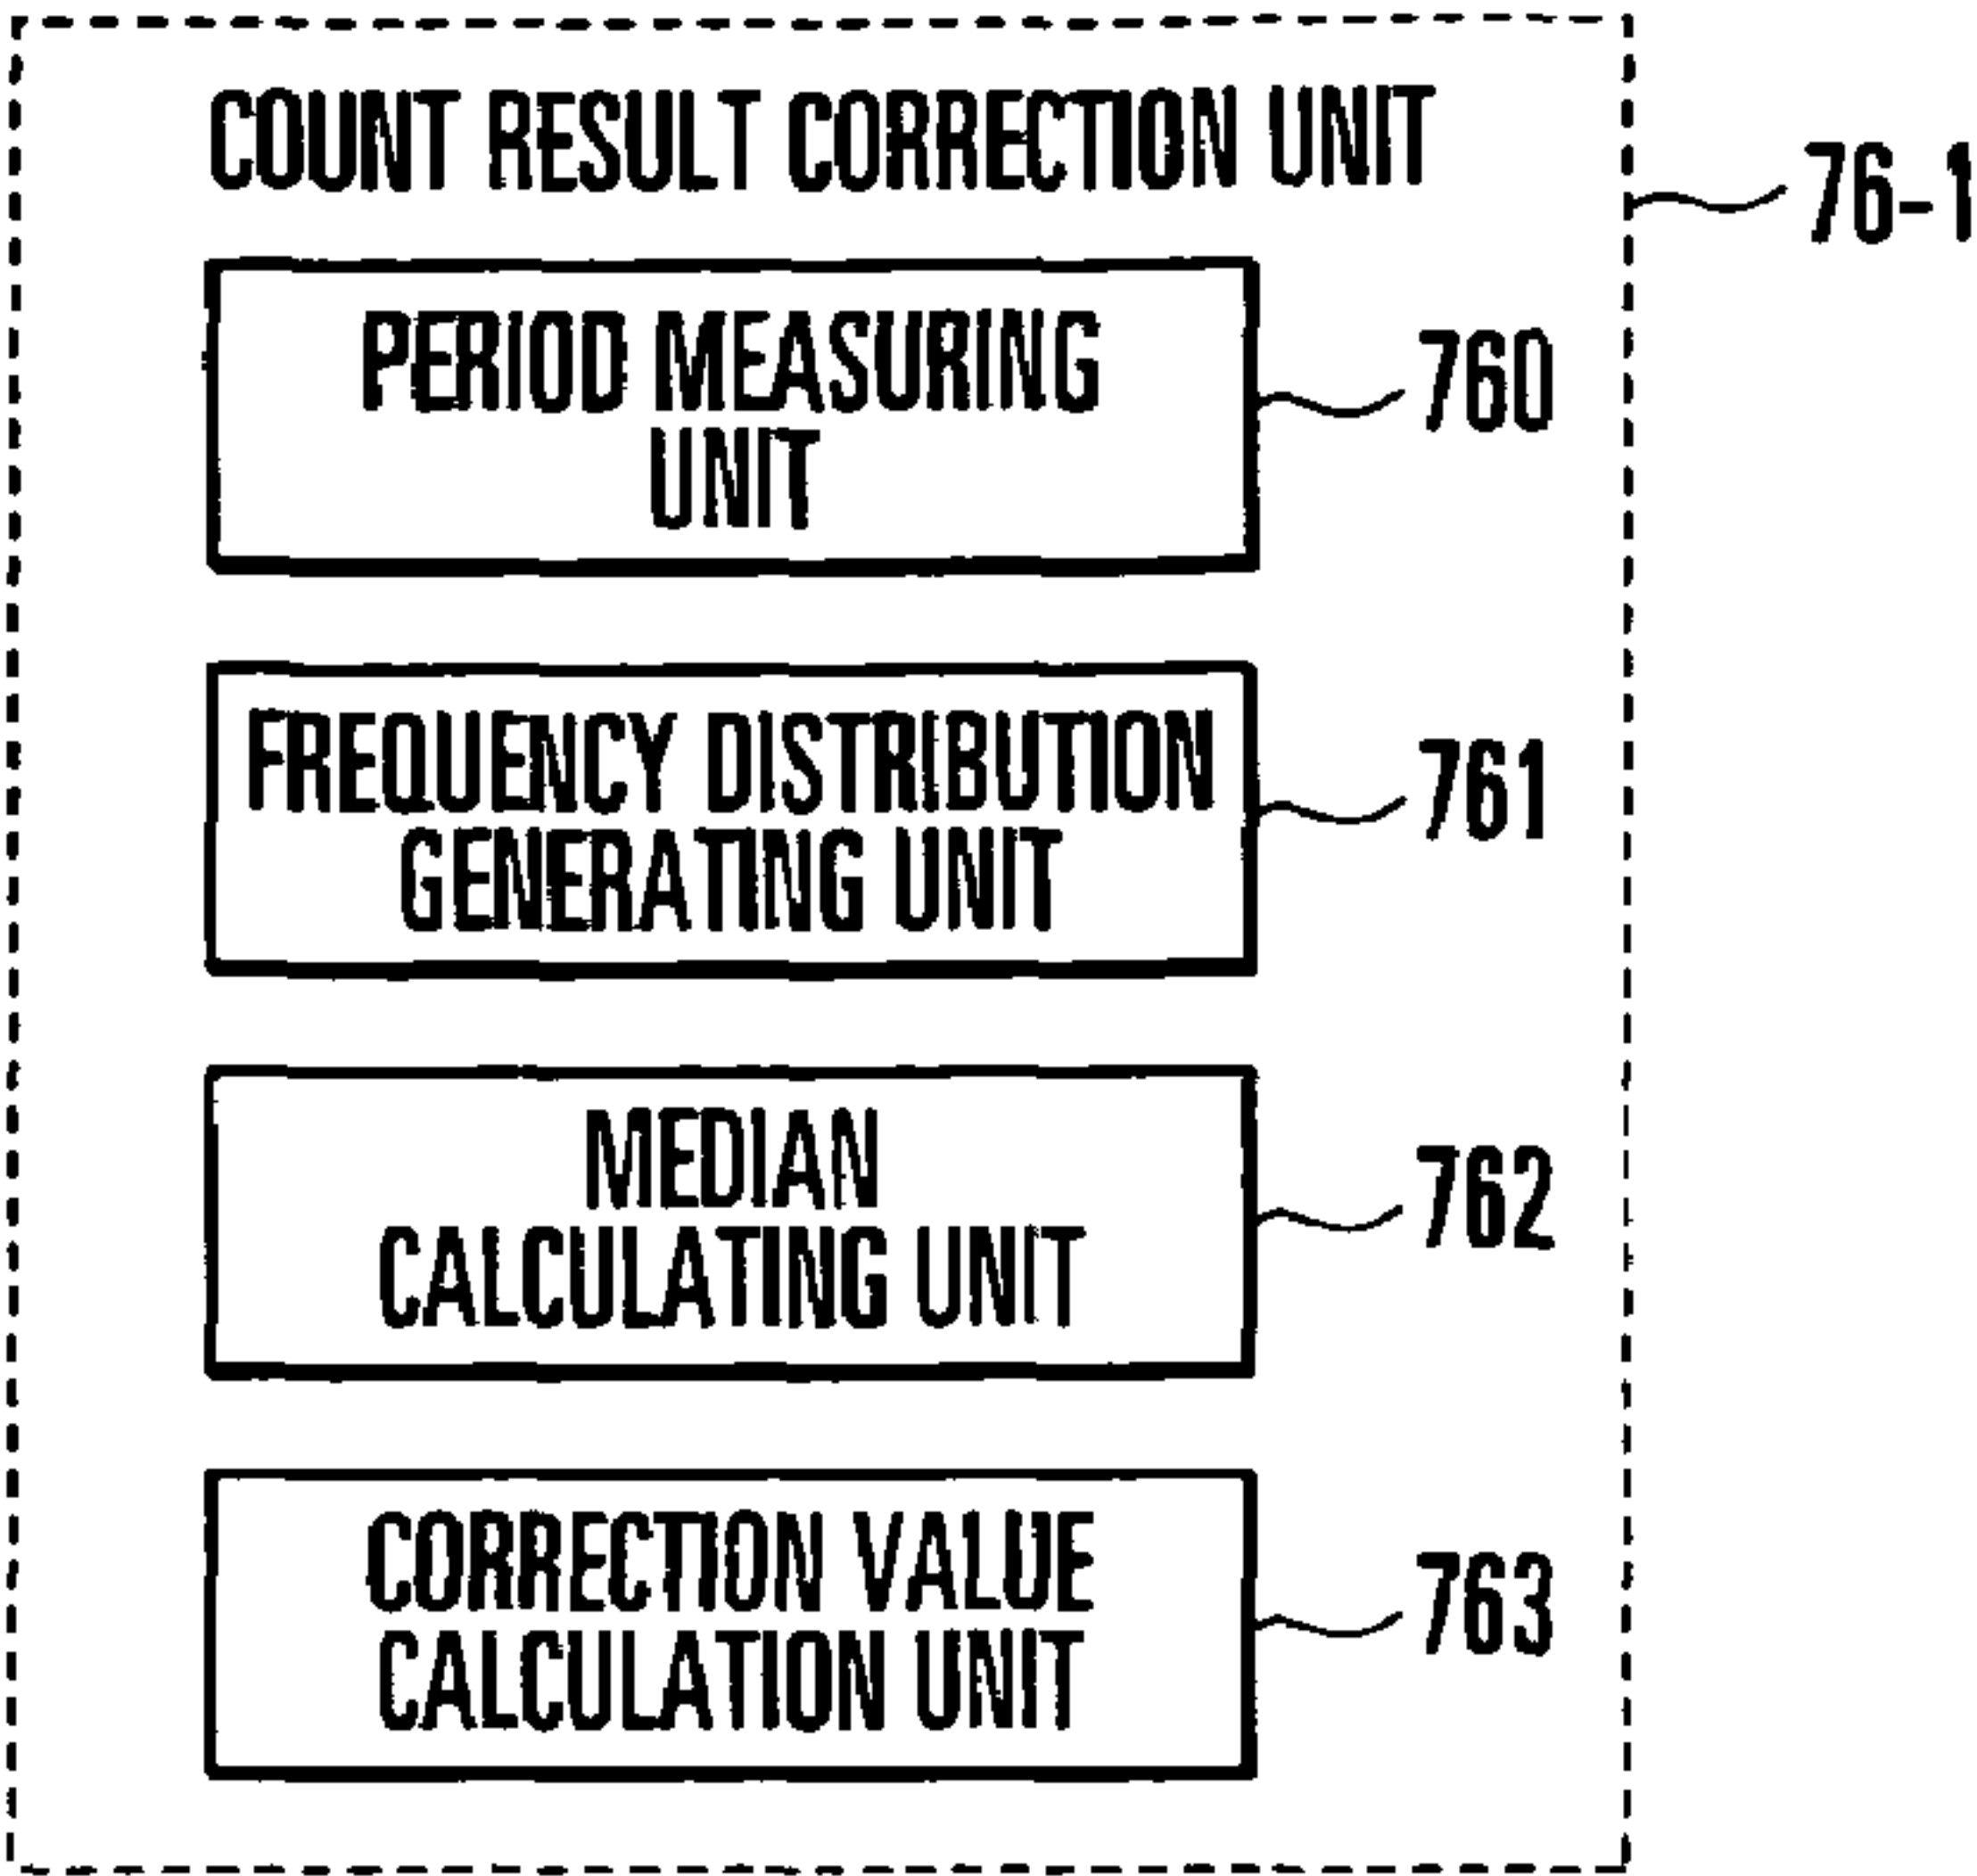 COUNT RESULT CORRECTION UNIT
76-1
PERIOD MEASURING
UNIT
760
FREQUENCY DISTRIBUTION
GENERATING UNIT
761
MEDIAN
CALCULATING UNIT
762
CORRECTION VALUE
CALCULATION UNIT
763